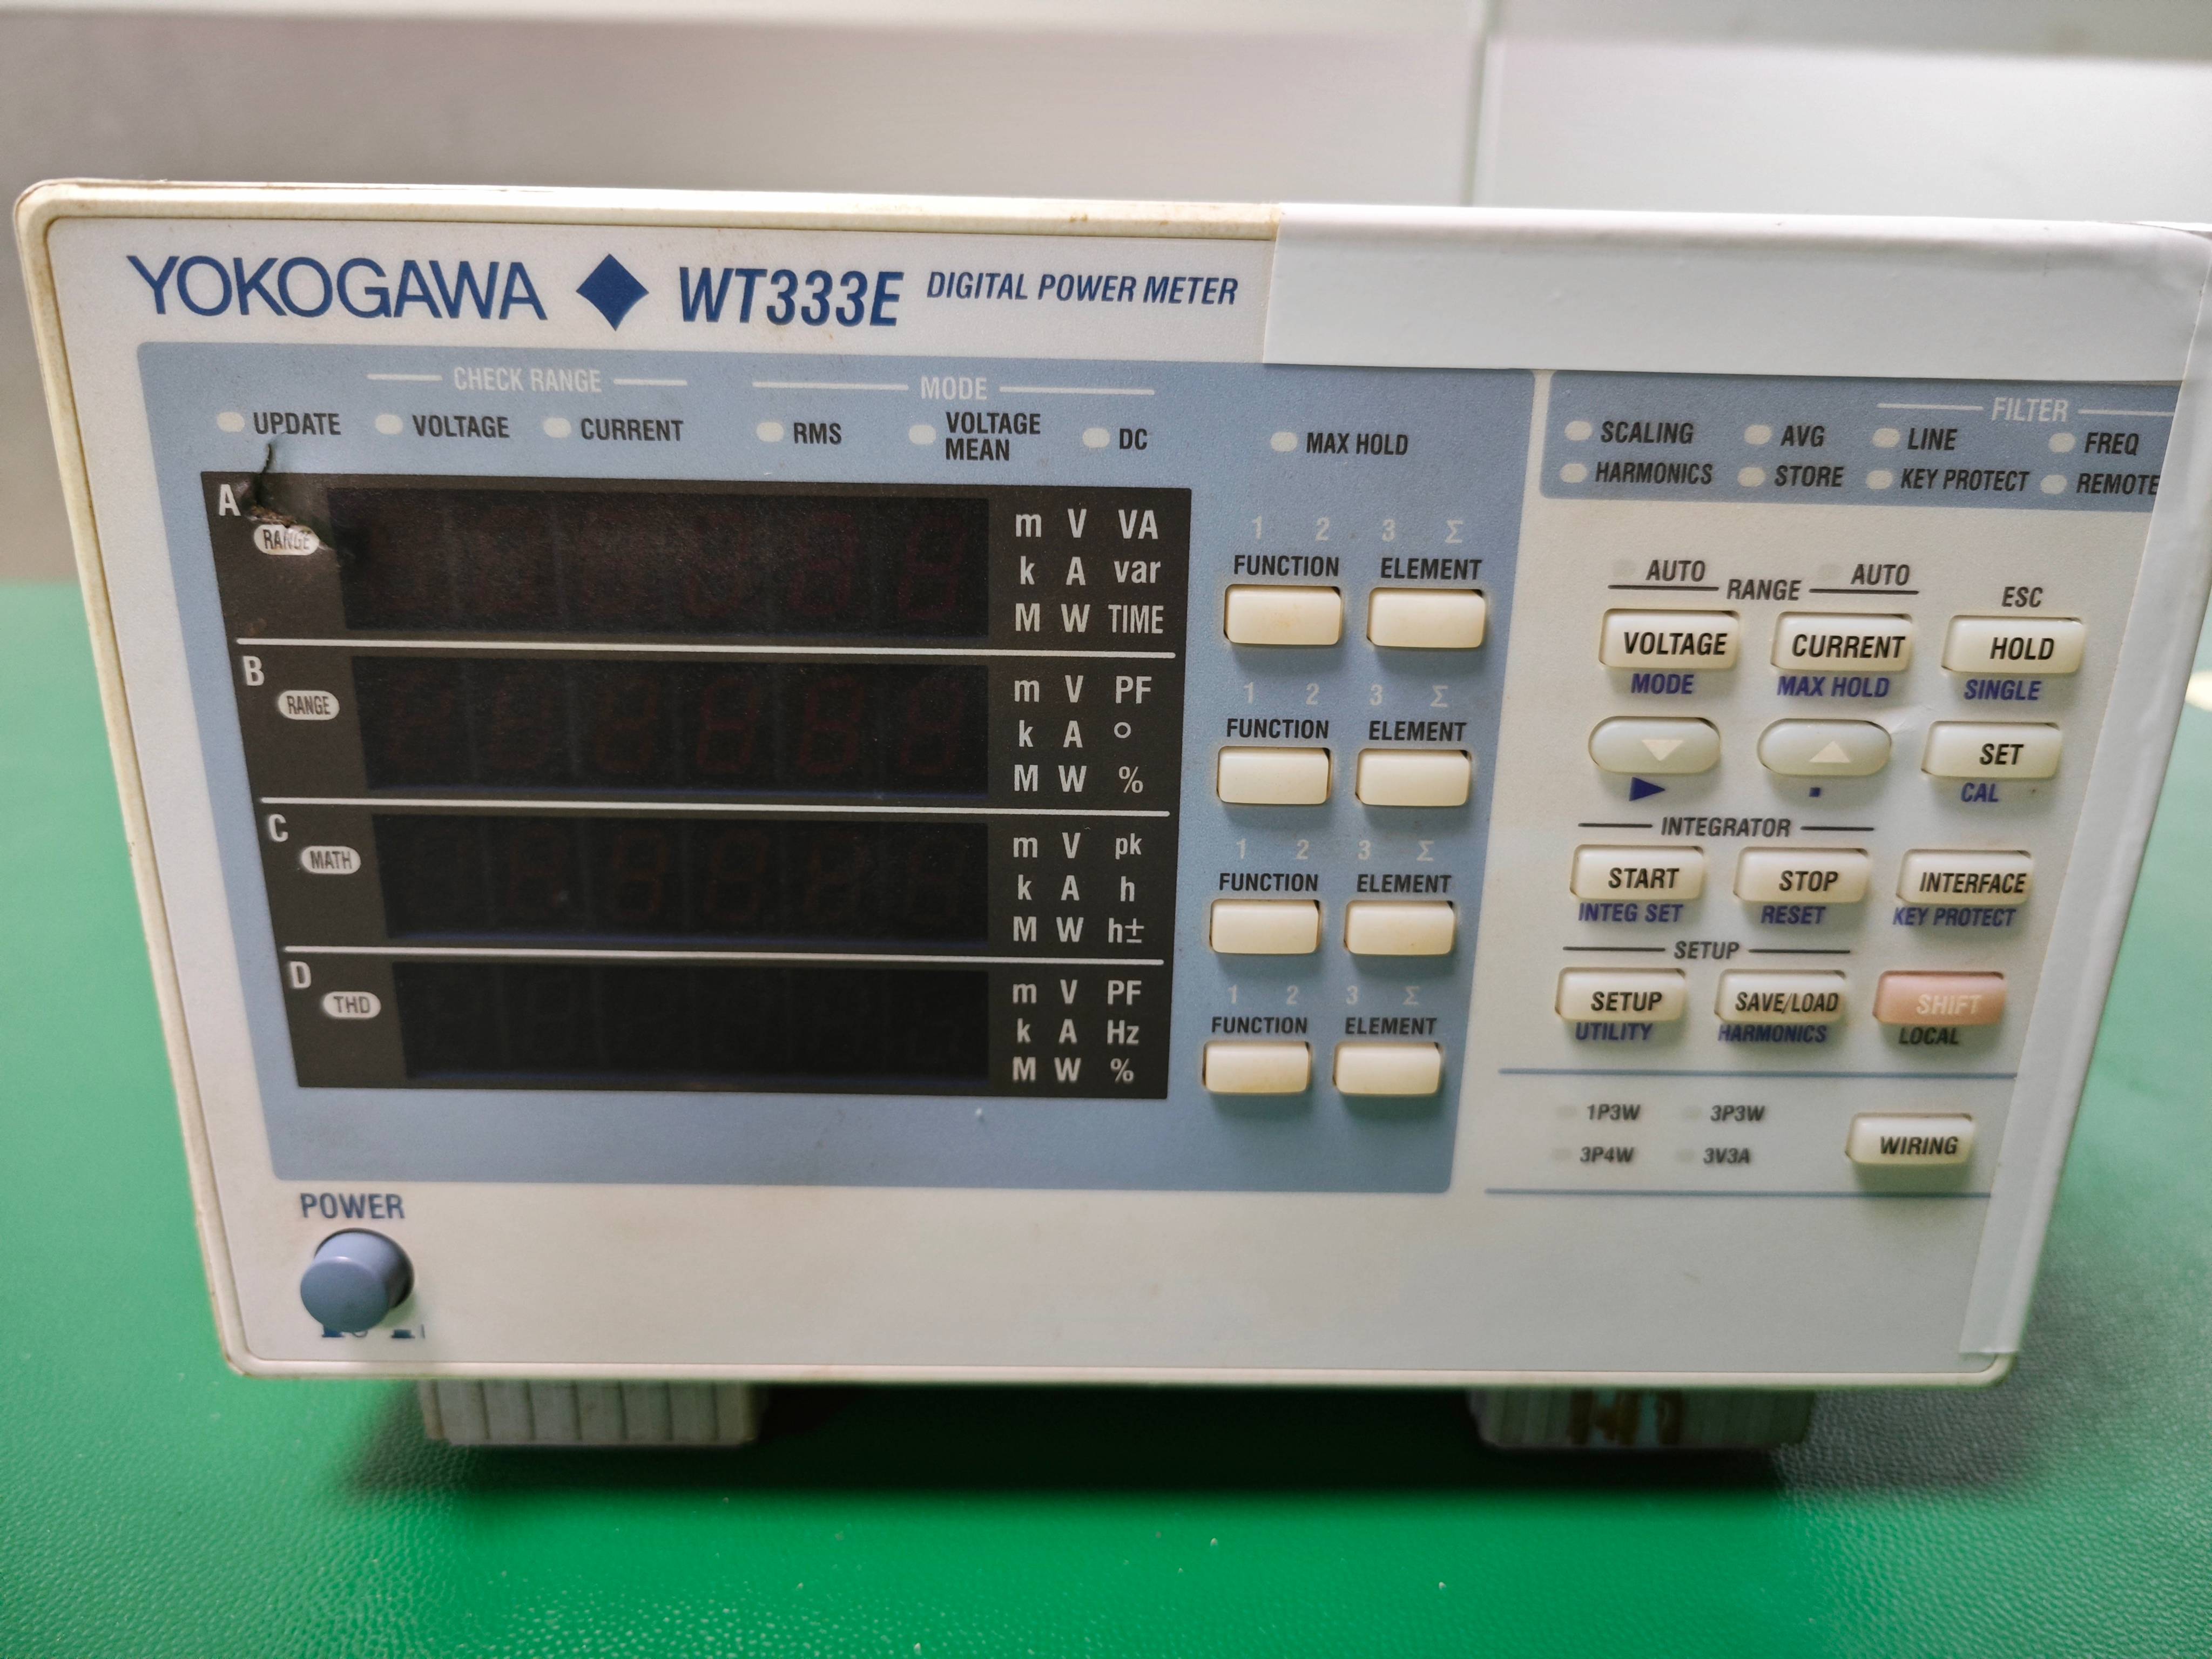 YOKOGAWA WT333E DIGITAL POWER METER
CHECK RANGE
MODE
UPDATE VOLTAGE CURRENT RMS VOLTAGE MEAN DC MAX HOLD
FILTER
SCALING AVG LINE FREQ
HARMONICS STORE KEY PROTECT REMOTE
A RANGE
m V VA
k A var
M W TIME
1 2 3 Σ
FUNCTION ELEMENT
B RANGE
m V PF
k A °
M W %
1 2 3 Σ
FUNCTION ELEMENT
C MATH
m V pk
k A h
M W h±
1 2 3 Σ
FUNCTION ELEMENT
D THD
m V PF
k A Hz
M W %
1 2 3 Σ
FUNCTION ELEMENT
AUTO RANGE AUTO
ESC
VOLTAGE CURRENT HOLD
MODE MAX HOLD SINGLE
SET
CAL
INTEGRATOR
START STOP INTERFACE
INTEG SET RESET KEY PROTECT
SETUP
SETUP SAVE/LOAD SHIFT
UTILITY HARMONICS LOCAL
1P3W 3P3W
3P4W 3V3A
WIRING
POWER